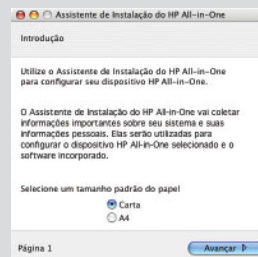 Assistente de Instalação do HP All-in-One
Introdução
Utilize o Assistente de Instalação do HP All-in-One
para configurar seu dispositivo HP All-in-One.
O Assistente de Instalação do HP All-in-One vai coletar
informações importantes sobre seu sistema e suas
informações pessoais. Elas serão utilizadas para
configurar o dispositivo HP All-in-One selecionado e o
software incorporado.
Selecione um tamanho padrão do papel
Carta
A4
Página 1
Avançar